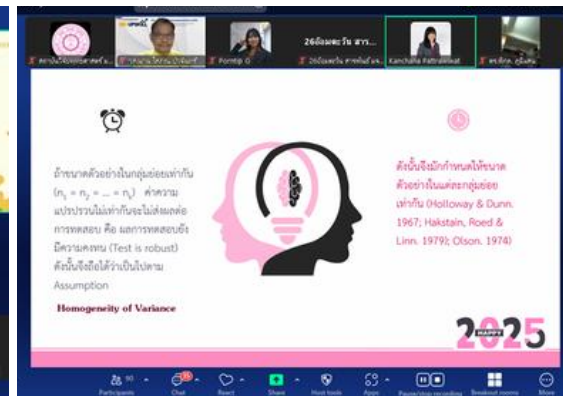 26อ้อมตะวัน สาร...
Porntip G
Kanchana Pattrawiwat
ถ้าขนาดตัวอย่างในกลุ่มย่อยเท่ากัน
(n₁ = n₂ = ... = nⱼ) ค่าความ
แปรปรวนไม่เท่ากันจะไม่ส่งผลต่อ
การทดสอบ คือ ผลการทดสอบยัง
มีความคงทน (Test is robust)
ดังนั้นจึงถือได้ว่าเป็นไปตาม
Assumption
Homogeneity of Variance
ดังนั้นจึงมักกำหนดให้ขนาด
ตัวอย่างในแต่ละกลุ่มย่อย
เท่ากัน (Holloway & Dunn.
1967; Hakstain, Roed &
Linn. 1979); Olson. 1974)
2025
HAPPY
Participants
Chat
React
Share
Host tools
Apps
Pause/stop recording
Breakout rooms
More